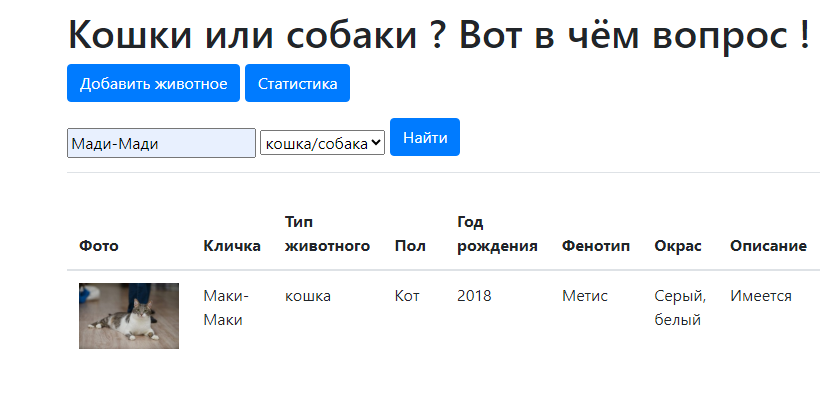 Кошки или собаки ? Вот в чём вопрос !
Добавить животное Статистика
Мади-Мади кошка/собака Найти
Фото Кличка Тип животного Пол Год рождения Фенотип Окрас Описание
Маки-Маки кошка Кот 2018 Метис Серый, белый Имеется